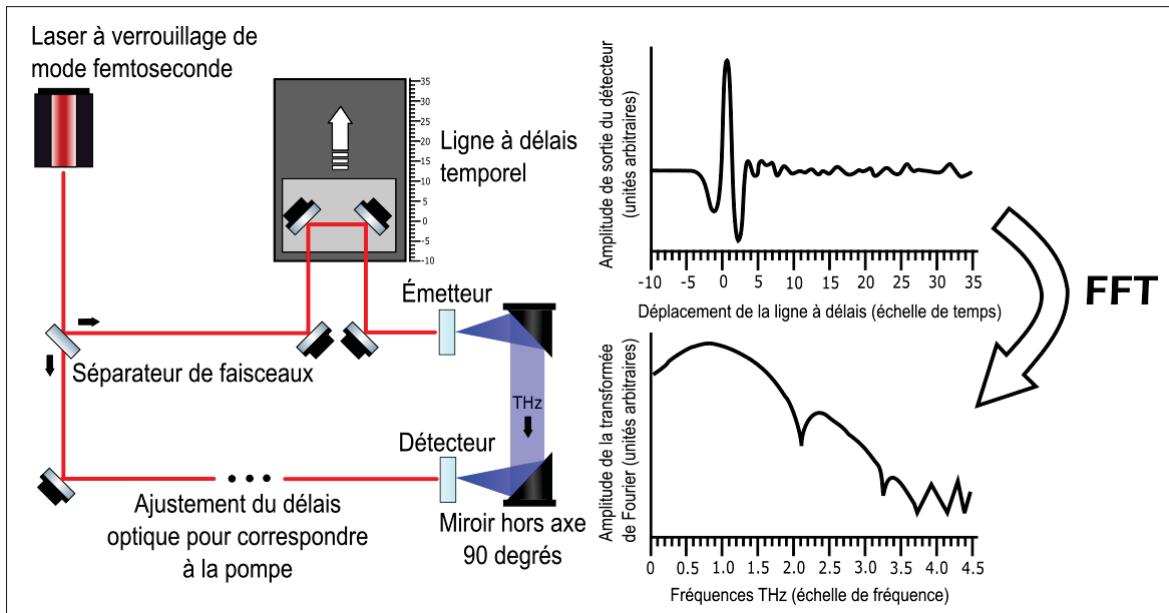 Laser à verrouillage de
mode femtoseconde
35
30
25
20
15
10
5
0
-5
-10
Ligne à délais
temporel
Émetteur
Séparateur de faisceaux
THz
Détecteur
Ajustement du délais
optique pour correspondre
à la pompe
Miroir hors axe
90 degrés
Amplitude de sortie du détecteur
(unités arbitraires)
-10 -5 0 5 10 15 20 25 30 35
Déplacement de la ligne à délais (échelle de temps)
FFT
Amplitude de la transformée
de Fourier (unités arbitraires)
0 0.5 1.0 1.5 2.0 2.5 3.0 3.5 4.0 4.5
Fréquences THz (échelle de fréquence)